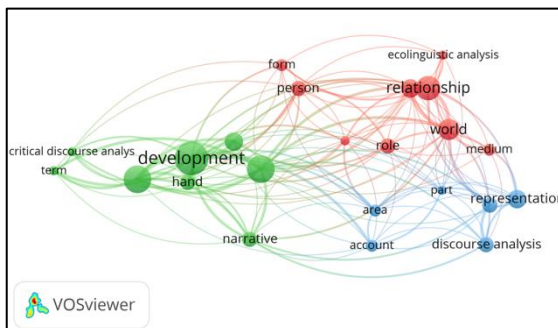 ecolinguistic analysis
form
person
relationship
world
critical discourse analys
role
medium
development
term
hand
part
representation
area
narrative
account
discourse analysis
VOSviewer